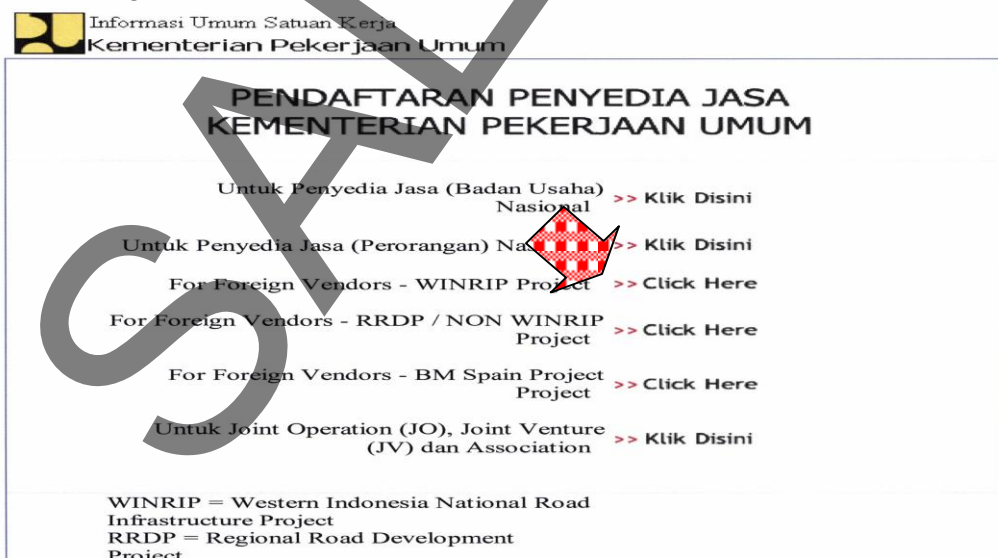 Informasi Umum Satuan Kerja
Kementerian Pekerjaan Umum
PENDAFTARAN PENYEDIA JASA
KEMENTERIAN PEKERJAAN UMUM
Untuk Penyedia Jasa (Badan Usaha)
Nasional >> Klik Disini
Untuk Penyedia Jasa (Perorangan) >> Klik Disini
For Foreign Vendors - WINRIP Project >> Click Here
For Foreign Vendors - RRDP / NON WINRIP
Project >> Click Here
For Foreign Vendors - BM Spain Project
Project >> Click Here
Untuk Joint Operation (JO), Joint Venture
(JV) dan Association >> Klik Disini
WINRIP = Western Indonesia National Road
Infrastructure Project
RRDP = Regional Road Development
Project